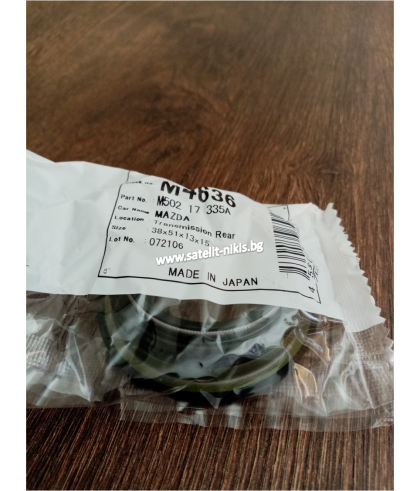 M4636
Part No. : M502 17 335A
Car Name : MAZDA
Location : Transmission Rear
Size : 38x51x13x15
Lot No. : 072106
www.satelit-nikis.bg
MADE IN JAPAN